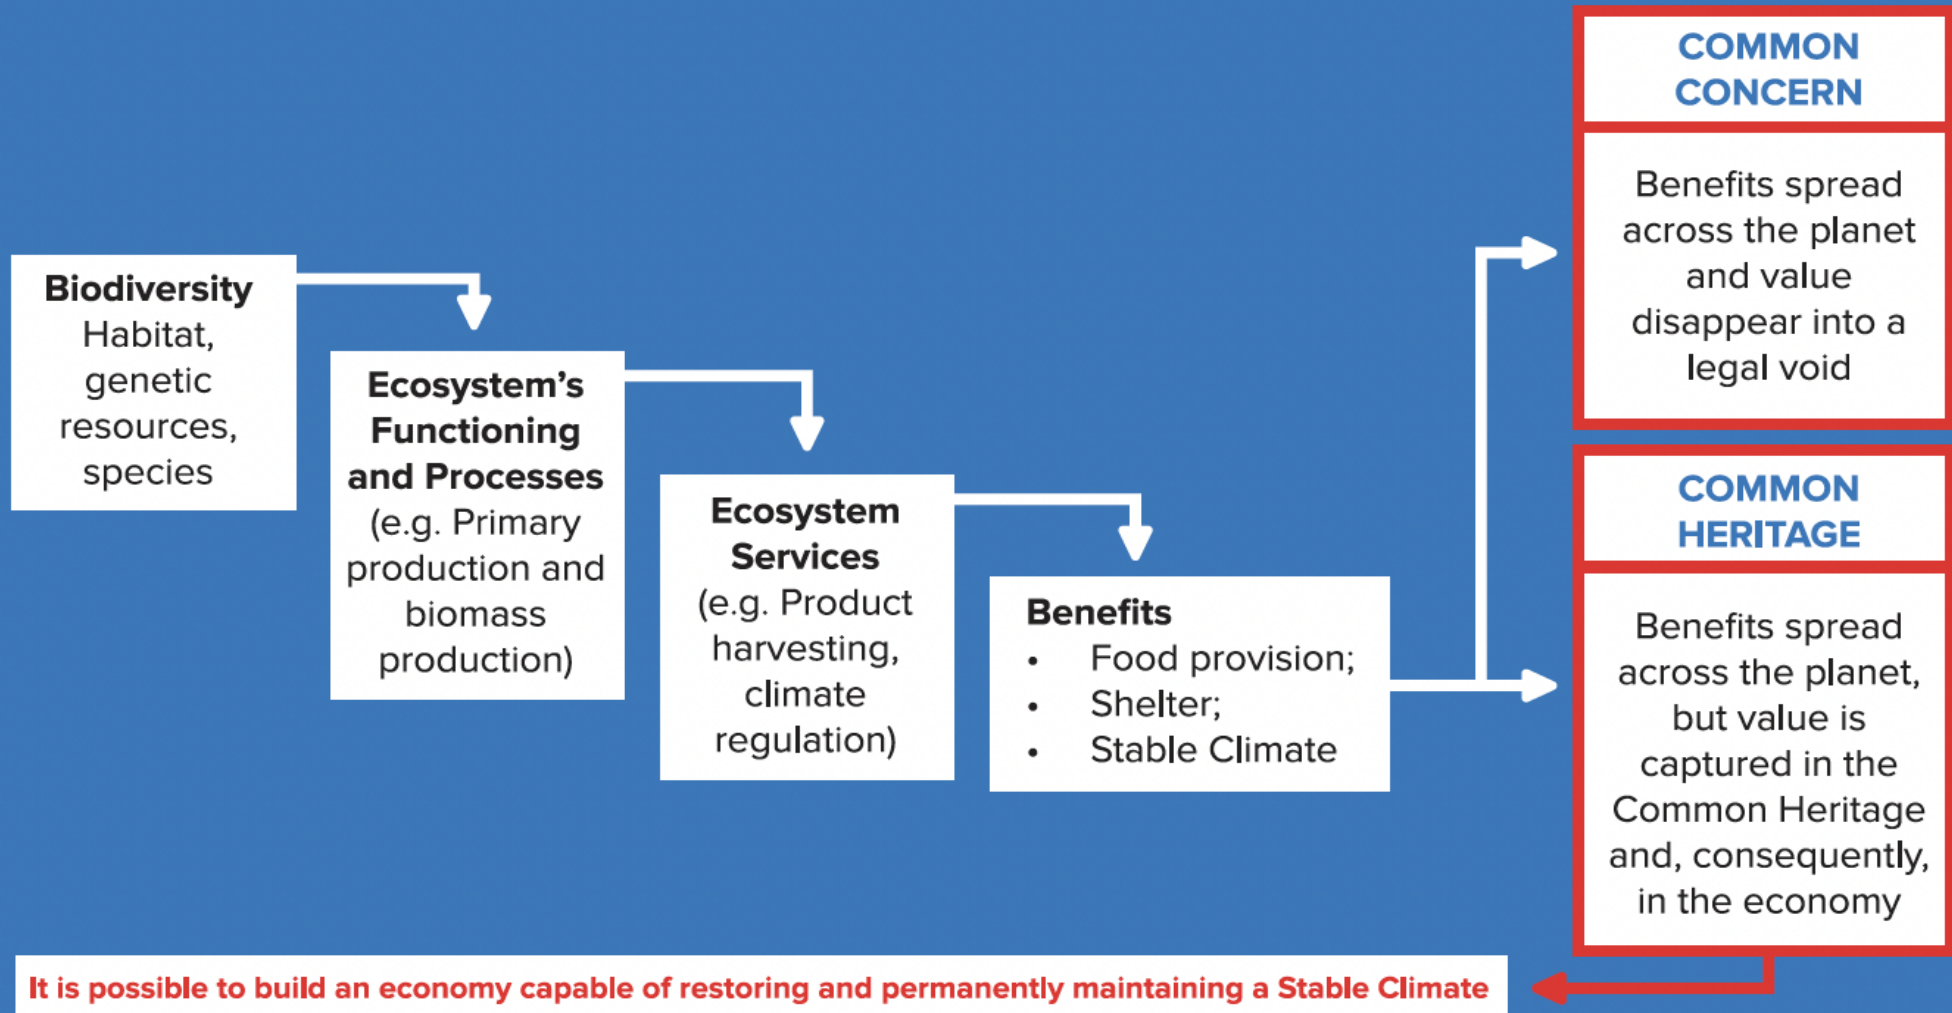 Biodiversity
Habitat,
genetic
resources,
species
Ecosystem’s
Functioning
and Processes
(e.g. Primary
production and
biomass
production)
Ecosystem
Services
(e.g. Product
harvesting,
climate
regulation)
Benefits
• Food provision;
• Shelter;
• Stable Climate
COMMON
CONCERN
Benefits spread
across the planet
and value
disappear into a
legal void
COMMON
HERITAGE
Benefits spread
across the planet,
but value is
captured in the
Common Heritage
and, consequently,
in the economy
It is possible to build an economy capable of restoring and permanently maintaining a Stable Climate